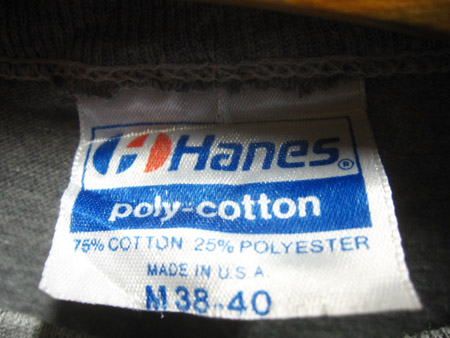 Hanes®
poly-cotton
75% COTTON 25% POLYESTER
MADE IN U.S.A.
M 38-40